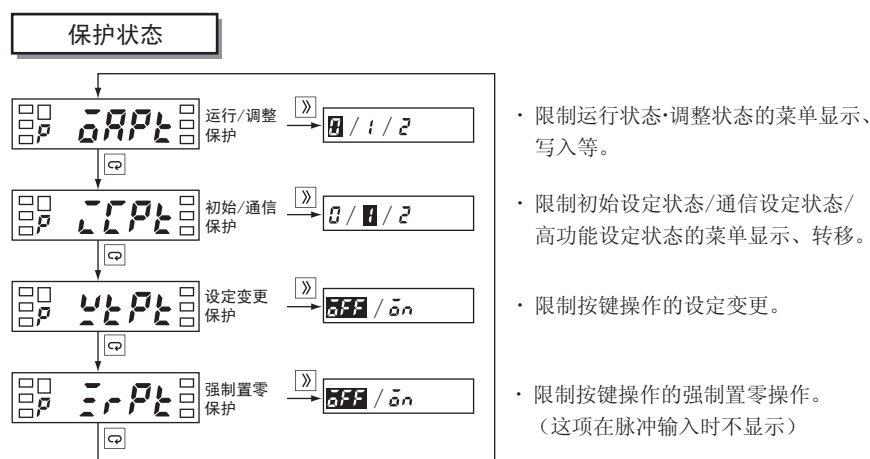 保护状态
P oAPt 运行/调整
保护
》
0 / 1 / 2
· 限制运行状态·调整状态的菜单显示、
写入等。
P iCPt 初始/通信
保护
》
0 / 1 / 2
· 限制初始设定状态/通信设定状态/
高功能设定状态的菜单显示、转移。
P WtPt 设定变更
保护
》
oFF / on
· 限制按键操作的设定变更。
P ZrPt 强制置零
保护
》
oFF / on
· 限制按键操作的强制置零操作。
（这项在脉冲输入时不显示）